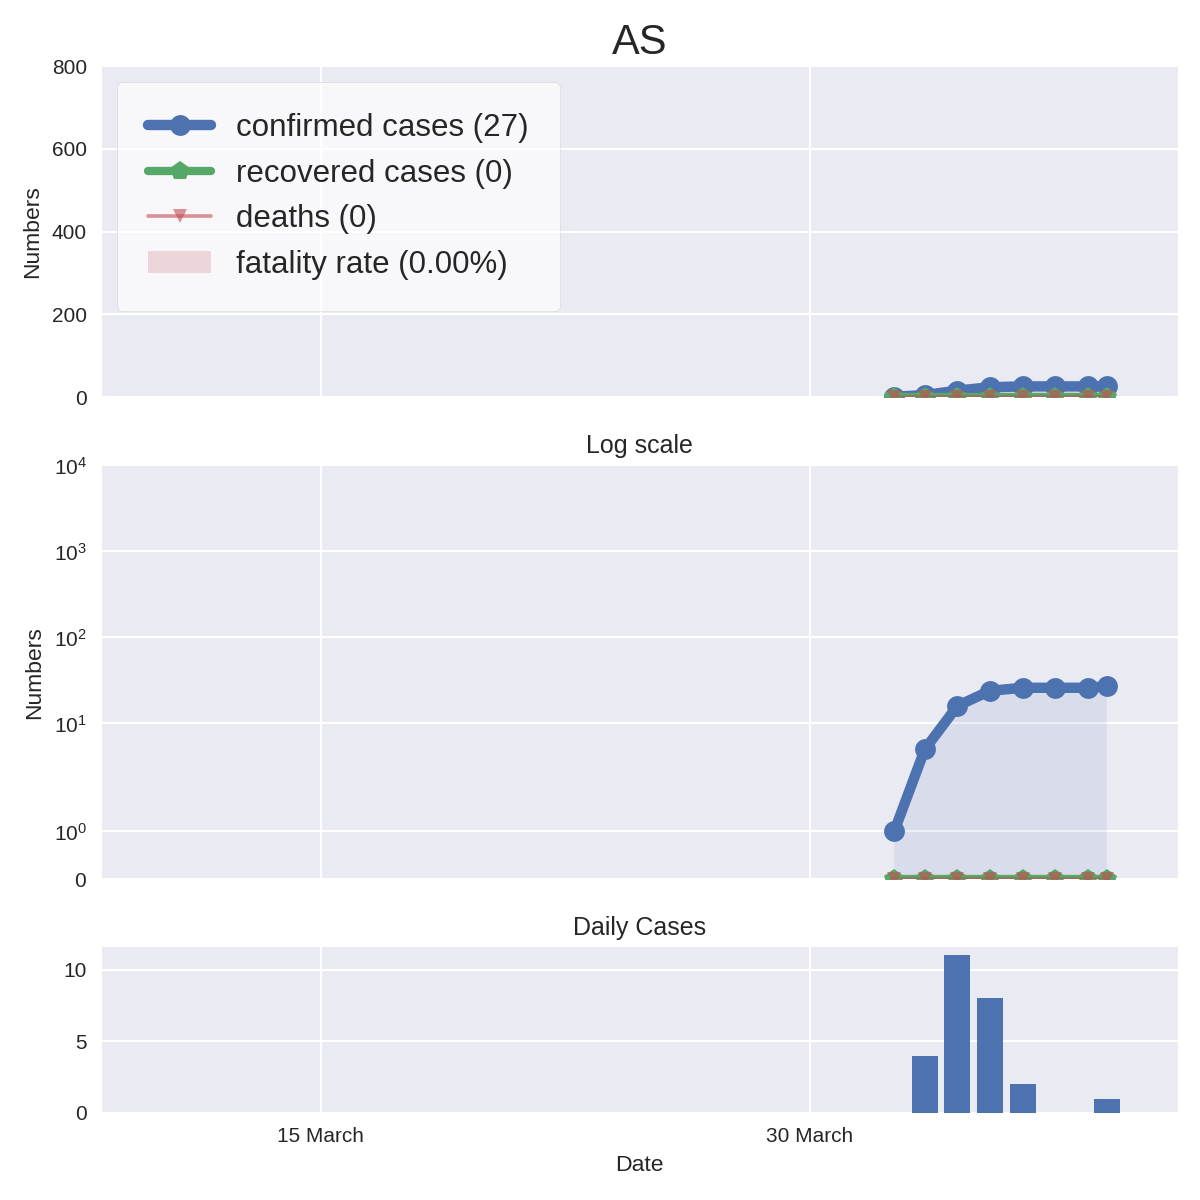 AS
800
600
400
200
0
Numbers
confirmed cases (27)
recovered cases (0)
deaths (0)
fatality rate (0.00%)
Log scale
10⁴
10³
10²
10¹
10⁰
0
Numbers
Daily Cases
10
5
0
15 March
30 March
Date